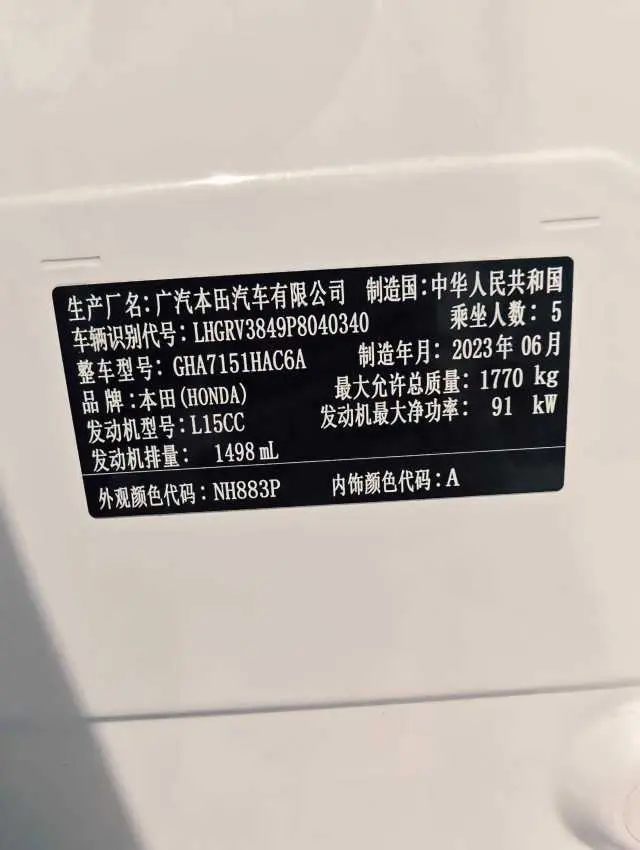 生产厂名:广汽本田汽车有限公司 制造国:中华人民共和国
车辆识别代号:LHGRV3849P8040340 乘坐人数:5
整车型号:GHA7151HAC6A 制造年月:2023年06月
品牌:本田(HONDA) 最大允许总质量:1770 kg
发动机型号:L15CC 发动机最大净功率: 91 kW
发动机排量: 1498 mL
外观颜色代码:NH883P 内饰颜色代码:A